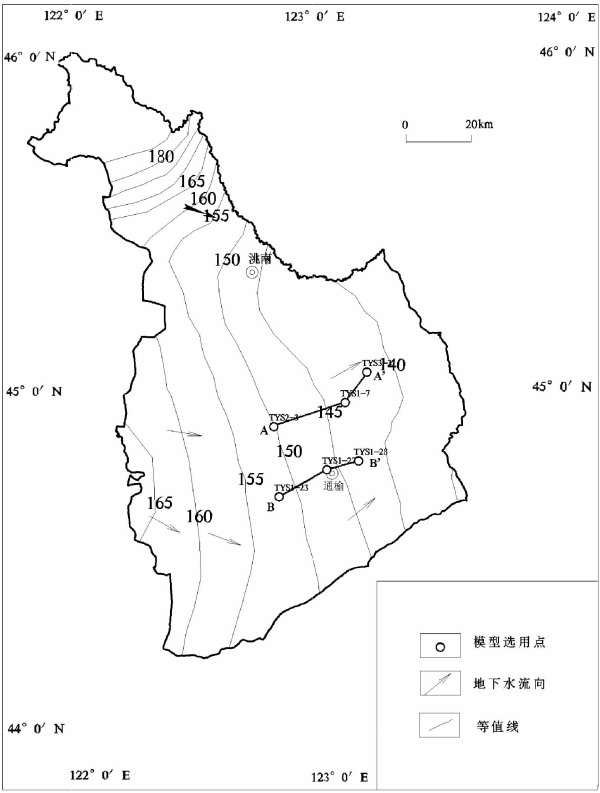 122° 0′ E
123° 0′ E
124° 0′ E
46° 0′ N
46° 0′ N
0 20km
180
165
160
155
150
洮南
TYS3-2
140
A'
45° 0′ N
45° 0′ N
TYS1-7
145
TYS2-3
A
150
TYS1-27
TYS1-28
B'
155
TYS1-23
通榆
B
165
160
模型选用点
地下水流向
等值线
44° 0′ N
122° 0′ E
123° 0′ E